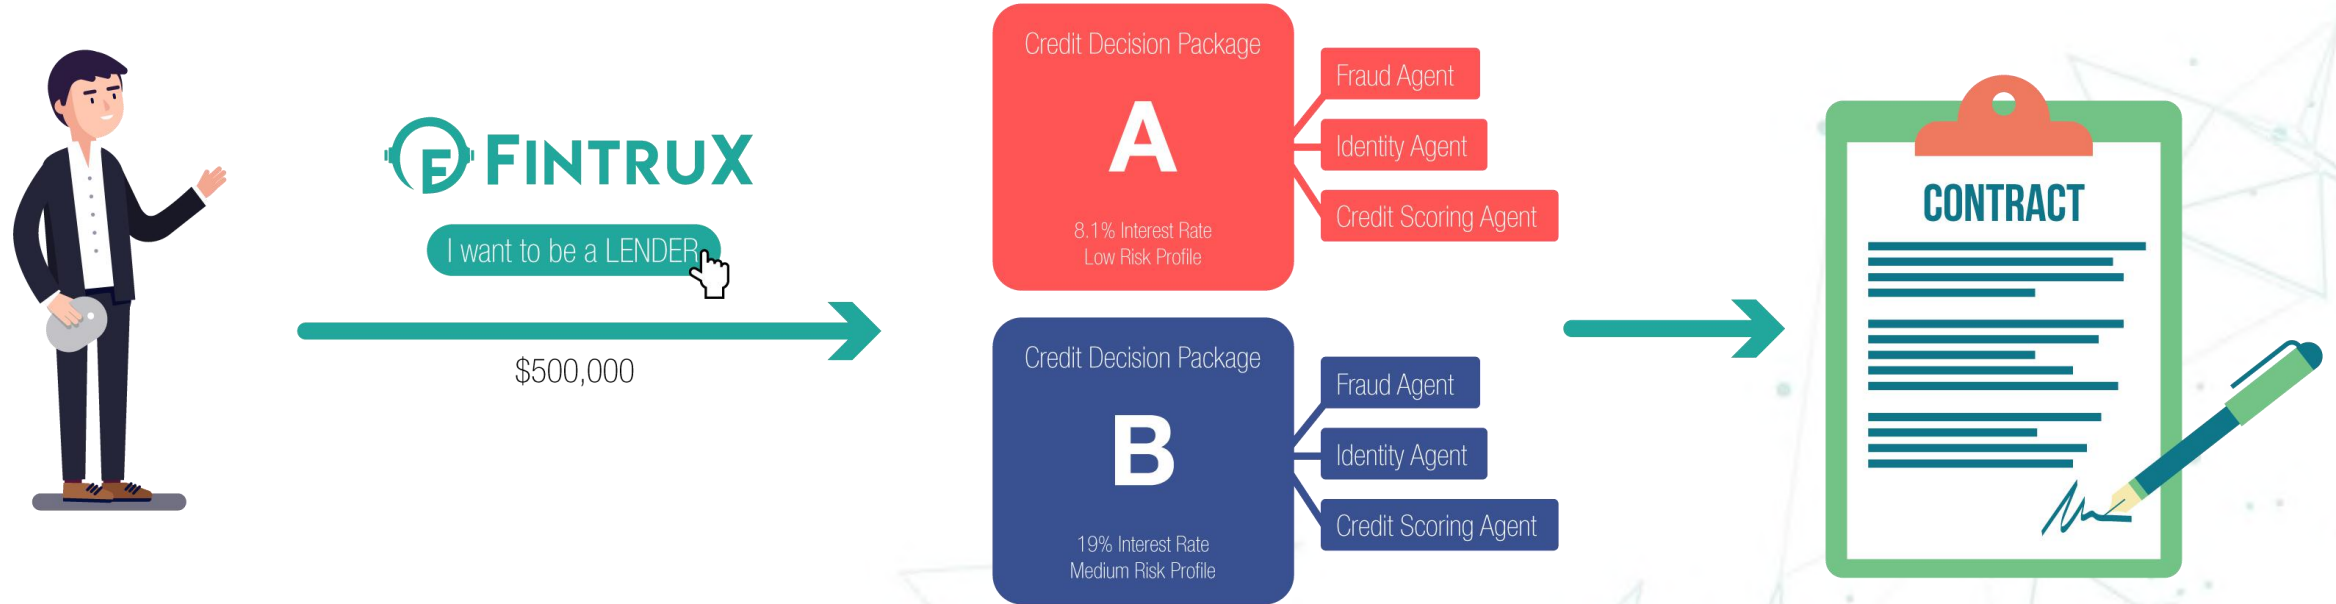 FINTRUX
I want to be a LENDER
$500,000
Credit Decision Package
A
8.1% Interest Rate
Low Risk Profile
Fraud Agent
Identity Agent
Credit Scoring Agent
Credit Decision Package
B
19% Interest Rate
Medium Risk Profile
Fraud Agent
Identity Agent
Credit Scoring Agent
CONTRACT